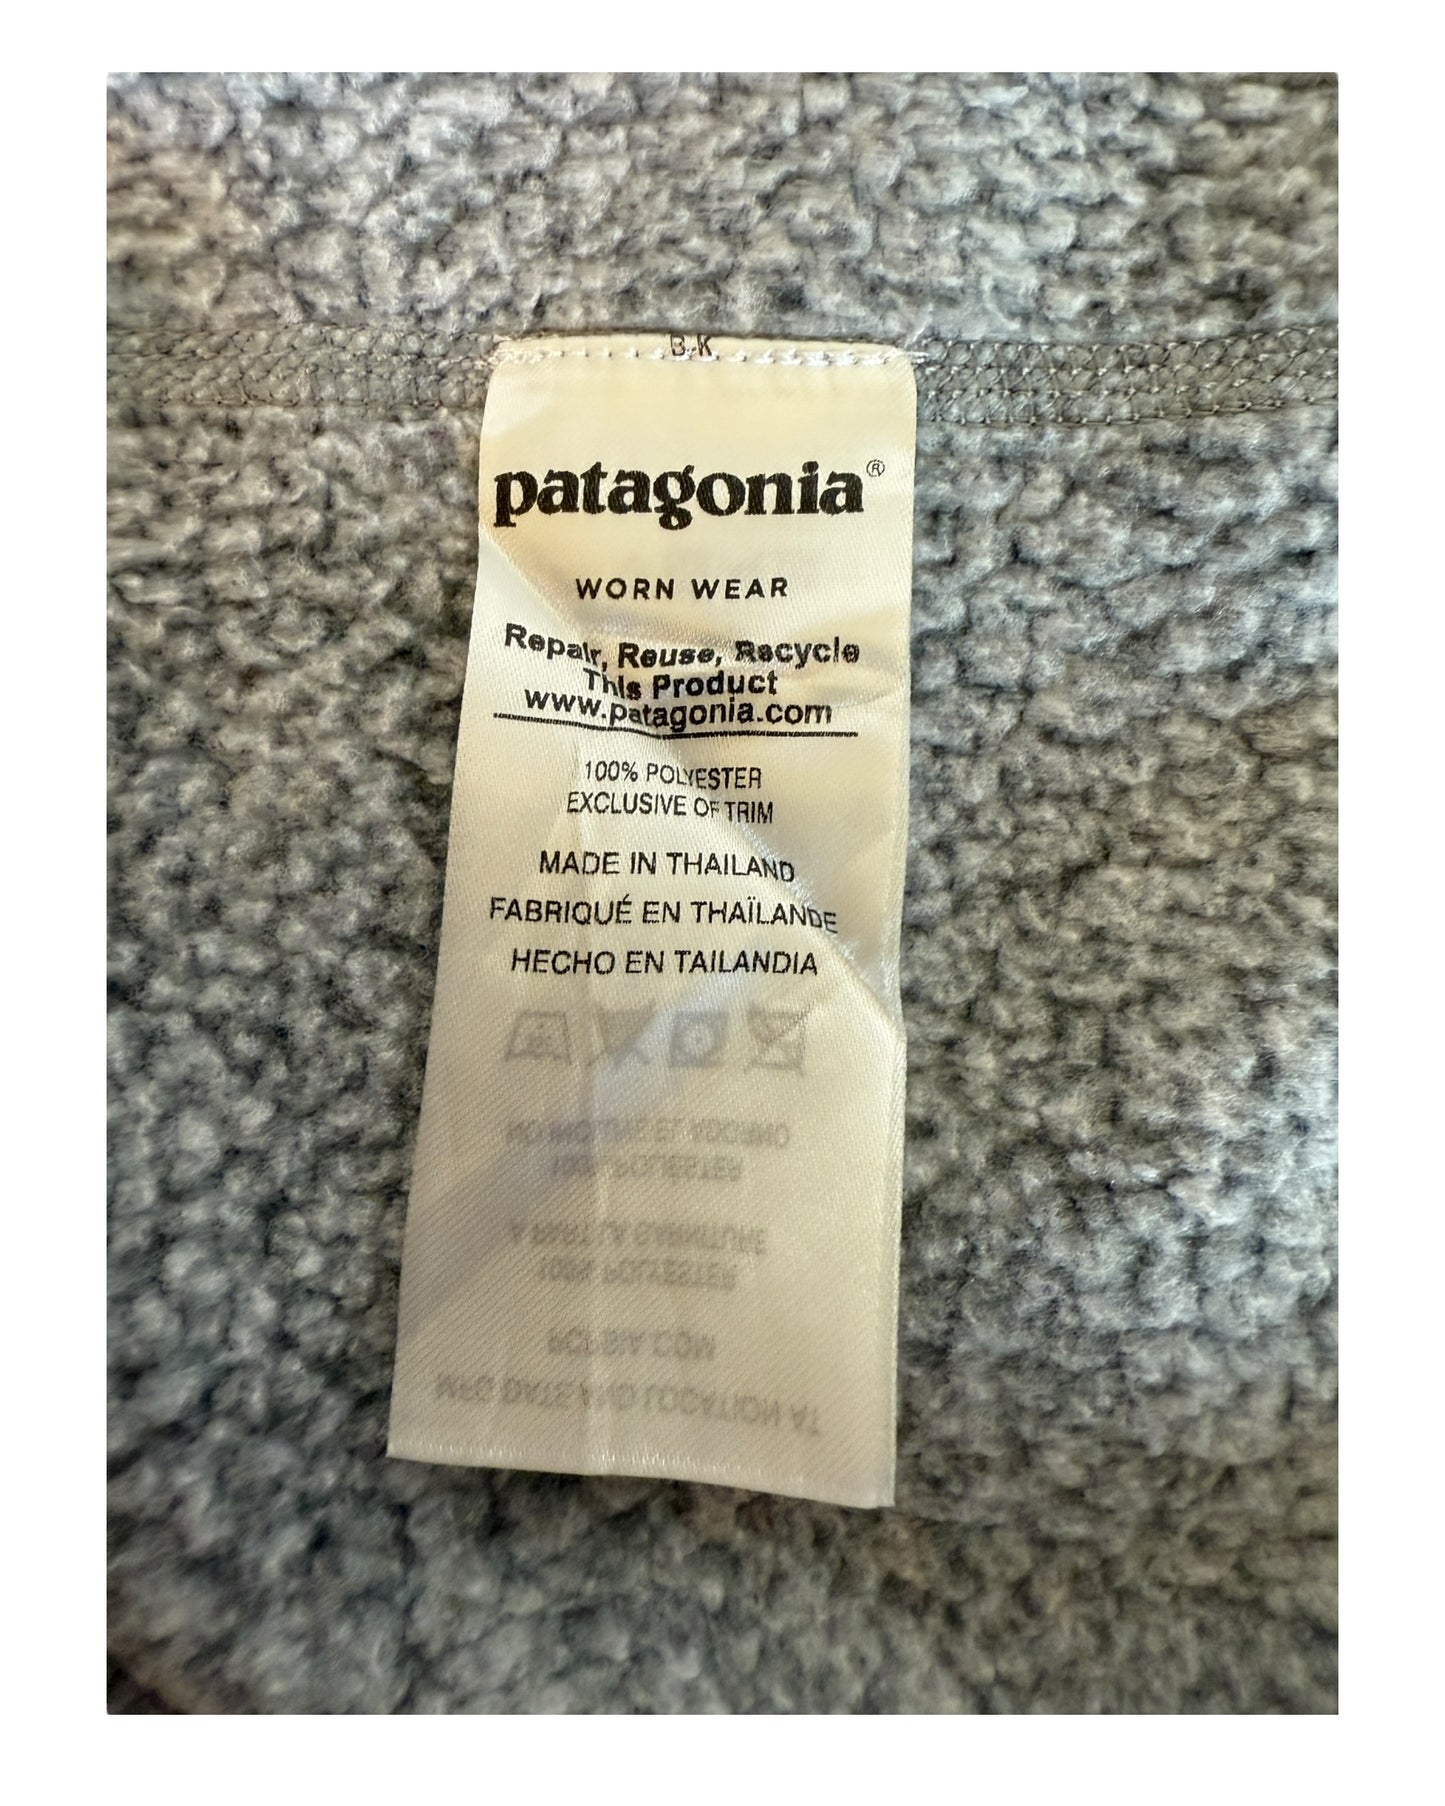 B.K
patagonia®
WORN WEAR
Repair, Reuse, Recycle
This Product
www.patagonia.com
100% POLYESTER
EXCLUSIVE OF TRIM
MADE IN THAILAND
FABRIQUÉ EN THAÏLANDE
HECHO EN TAILANDIA